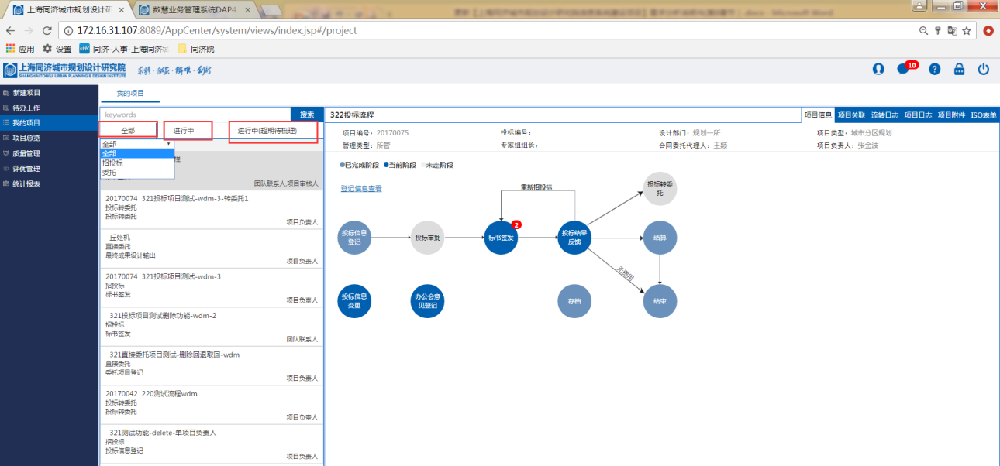 上海同济城市规划设计研
数慧业务管理系统DAP4.
172.16.31.107:8089/AppCenter/system/views/index.jsp#/project
应用 设置 同济-人事-上海同济城 同济院
上海同济城市规划设计研究院
SHANGHAI TONGJI URBAN PLANNING & DESIGN INSTITUTE
10
新建项目
待办工作
我的项目
项目总览
质量管理
评优管理
统计报表
我的项目
keywords
搜索
全部 进行中 进行中(超期待梳理)
全部
全部
招投标
委托
程
团队联系人,项目审核人
20170074 321投标项目测试-wdm-3-转委托1
投标转委托
投标转委托
项目负责人
丘处机
直接委托
最终成果设计输出
项目负责人
20170074 321投标项目测试-wdm-3
招投标
标书签发
项目负责人
321投标项目测试删除功能-wdm-2
招投标
标书签发
团队联系人
321直接委托项目测试-删除回退取回-wdm
直接委托
委托项目登记
项目负责人
20170042 220测试流程wdm
投标转委托
投标转委托
项目负责人
321测试功能-delete-单项目负责人
招投标
投标信息登记
项目负责人
322投标流程
项目信息 项目关联 流转日志 项目日志 项目附件 ISO表单
项目编号：20170075 投标编号： 设计部门：规划一所 项目类型：城市分区规划
管理类型：所管 专家组组长： 合同委托代理人：王颖 项目负责人：张金波
已完成阶段 当前阶段 未走阶段
登记信息查看
重新招投标
投标转委
托
投标信息
登记
投标审批
标书签发
2
投标结果
反馈
结算
无费用
投标信息
变更
办公会意
见登记
存档
结束